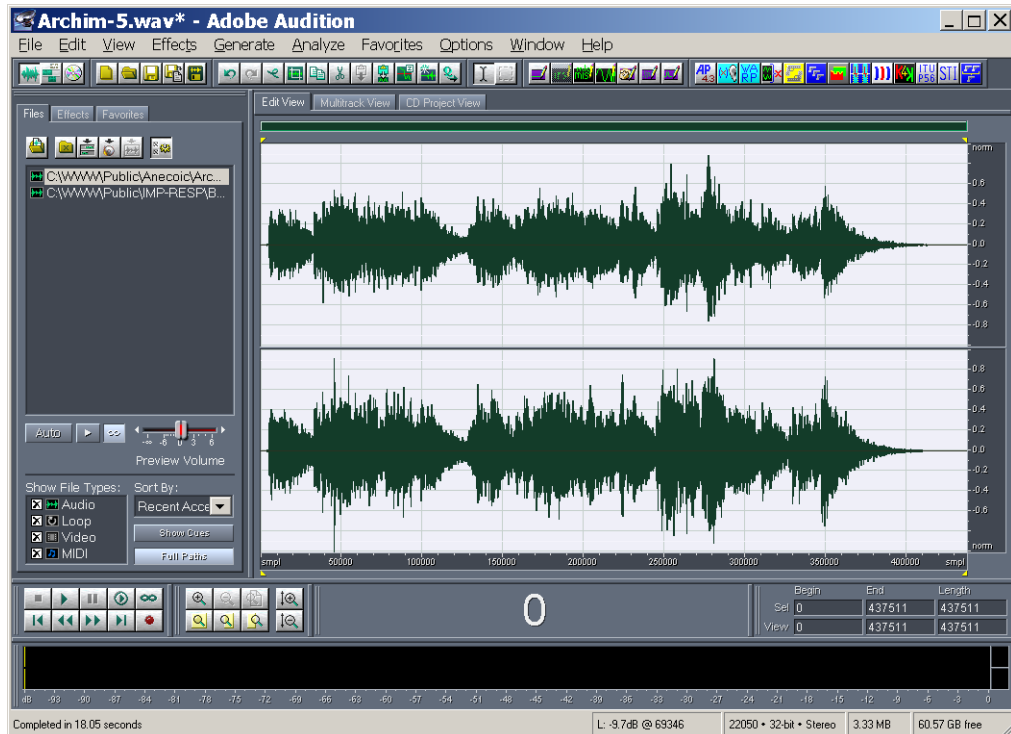 Archim-5.wav* - Adobe Audition
File Edit View Effects Generate Analyze Favorites Options Window Help
Edit View Multitrack View CD Project View
Files Effects Favorites
C:\WWW\Public\Anecoic\Arc...
C:\WWW\Public\IMP-RESP\B...
norm
-0.6
-0.4
-0.2
-0.0
-0.2
-0.4
-0.6
-0.8
-0.8
-0.6
-0.4
-0.2
-0.0
-0.2
-0.4
-0.6
norm
Auto
-∞ -6 0 3 6
Preview Volume
Show File Types: Sort By:
Audio Recent Acce
Loop
Video Show Cues
MIDI Full Paths
smpl 50000 100000 150000 200000 250000 300000 350000 400000 smpl
0
Begin End Length
Sel 0 437511 437511
View 0 437511 437511
dB -93 -90 -87 -84 -81 -78 -75 -72 -69 -66 -63 -60 -57 -54 -51 -48 -45 -42 -39 -36 -33 -30 -27 -24 -21 -18 -15 -12 -9 -6 -3 0
Completed in 18.05 seconds L: -9.7dB @ 69346 22050 • 32-bit • Stereo 3.33 MB 60.57 GB free